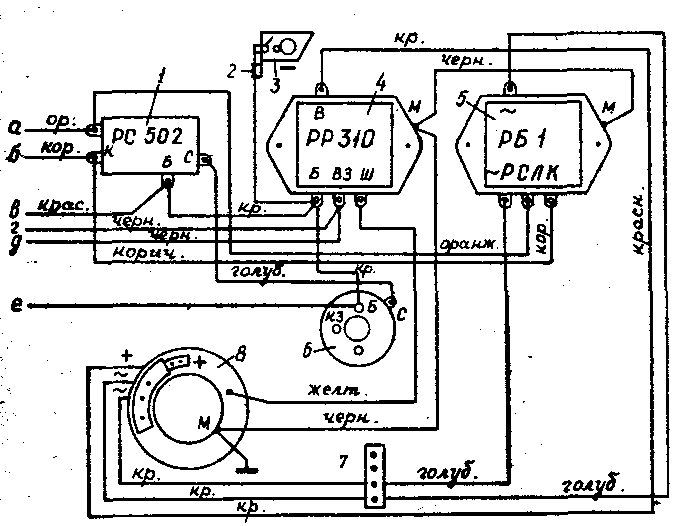 кр.
черн.
1
2
3
4
5
ор.
а
РС 502
К
Б
С
кор.
б
В
РР 310
М
Б ВЗ Ш
~
М
РБ 1
~РСЛК
крас.
в
черн.
г
черн.
д
кр.
корич.
голуб.
кр.
оранж.
кор.
красн.
е
Б
С
КЗ
6
+
~
~
+
8
М
желт.
черн.
7
кр.
кр.
кр.
голуб.
голуб.